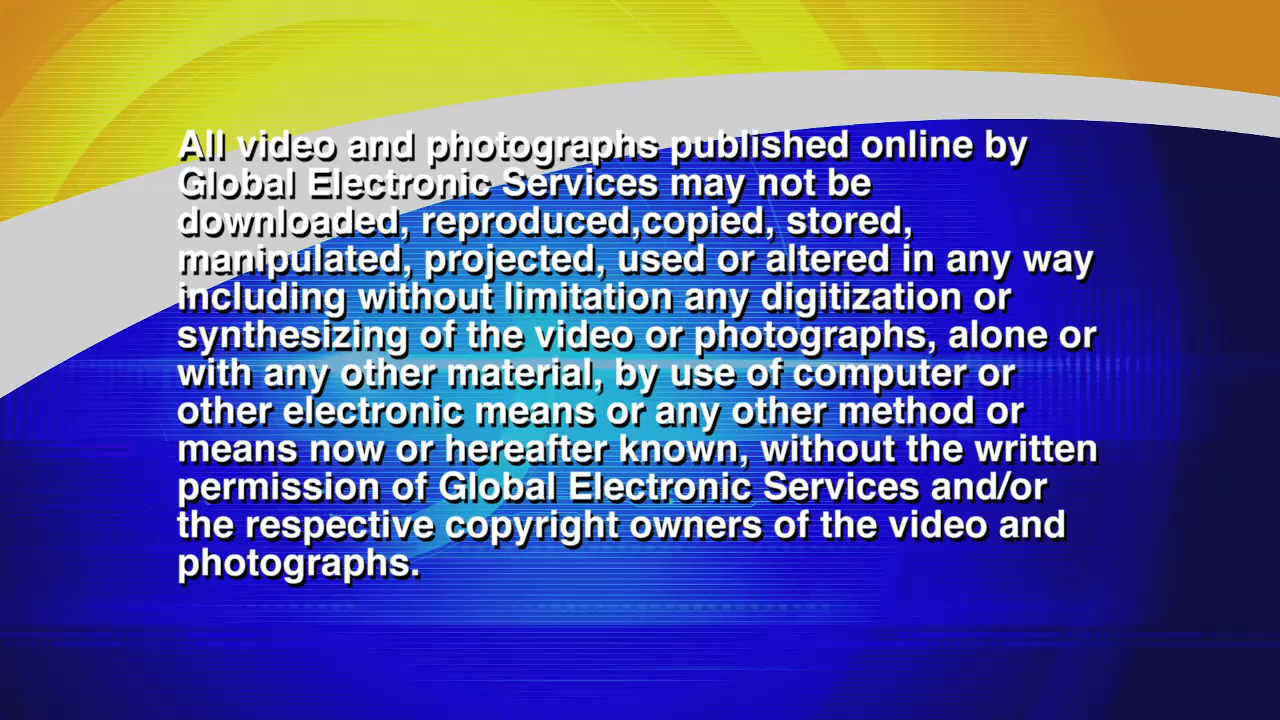 All video and photographs published online by
Global Electronic Services may not be
downloaded, reproduced,copied, stored,
manipulated, projected, used or altered in any way
including without limitation any digitization or
synthesizing of the video or photographs, alone or
with any other material, by use of computer or
other electronic means or any other method or
means now or hereafter known, without the written
permission of Global Electronic Services and/or
the respective copyright owners of the video and
photographs.